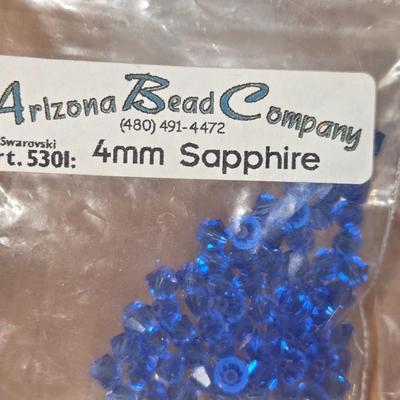 Arizona Bead Company
(480) 491-4472
Swarovski
rt. 5301: 4mm Sapphire